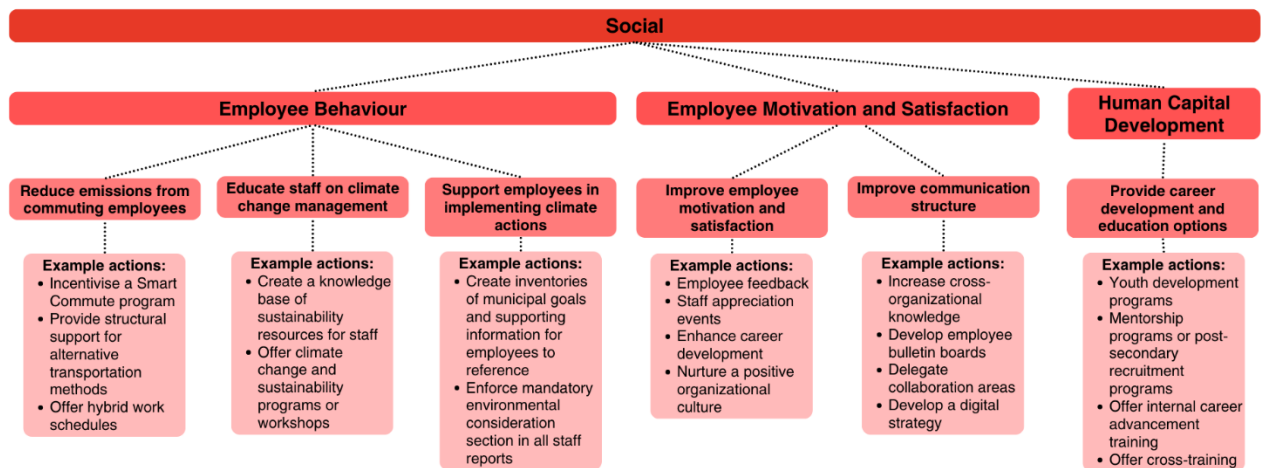 Social
Employee Behaviour
Employee Motivation and Satisfaction
Human Capital
Development
Reduce emissions from
commuting employees
Educate staff on climate
change management
Support employees in
implementing climate
actions
Improve employee
motivation and
satisfaction
Improve communication
structure
Provide career
development and
education options
Example actions:
• Incentivise a Smart
Commute program
• Provide structural
support for
alternative
transportation
methods
• Offer hybrid work
schedules
Example actions:
• Create a knowledge
base of
sustainability
resources for staff
• Offer climate
change and
sustainability
programs or
workshops
Example actions:
• Create inventories
of municipal goals
and supporting
information for
employees to
reference
• Enforce mandatory
environmental
consideration
section in all staff
reports
Example actions:
• Employee feedback
• Staff appreciation
events
• Enhance career
development
• Nurture a positive
organizational
culture
Example actions:
• Increase cross-
organizational
knowledge
• Develop employee
bulletin boards
• Delegate
collaboration areas
• Develop a digital
strategy
Example actions:
• Youth development
programs
• Mentorship
programs or post-
secondary
recruitment
programs
• Offer internal career
advancement
training
• Offer cross-training